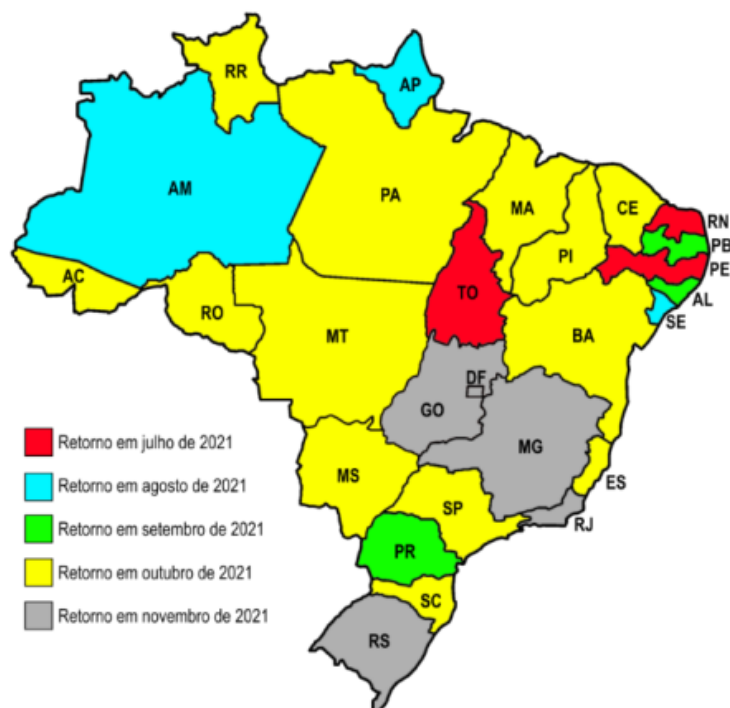 RR
AP
AM
PA
MA
CE
RN
PB
PE
AL
SE
PI
AC
RO
TO
BA
MT
DF
GO
MG
ES
RJ
MS
SP
PR
SC
RS
Retorno em julho de 2021
Retorno em agosto de 2021
Retorno em setembro de 2021
Retorno em outubro de 2021
Retorno em novembro de 2021